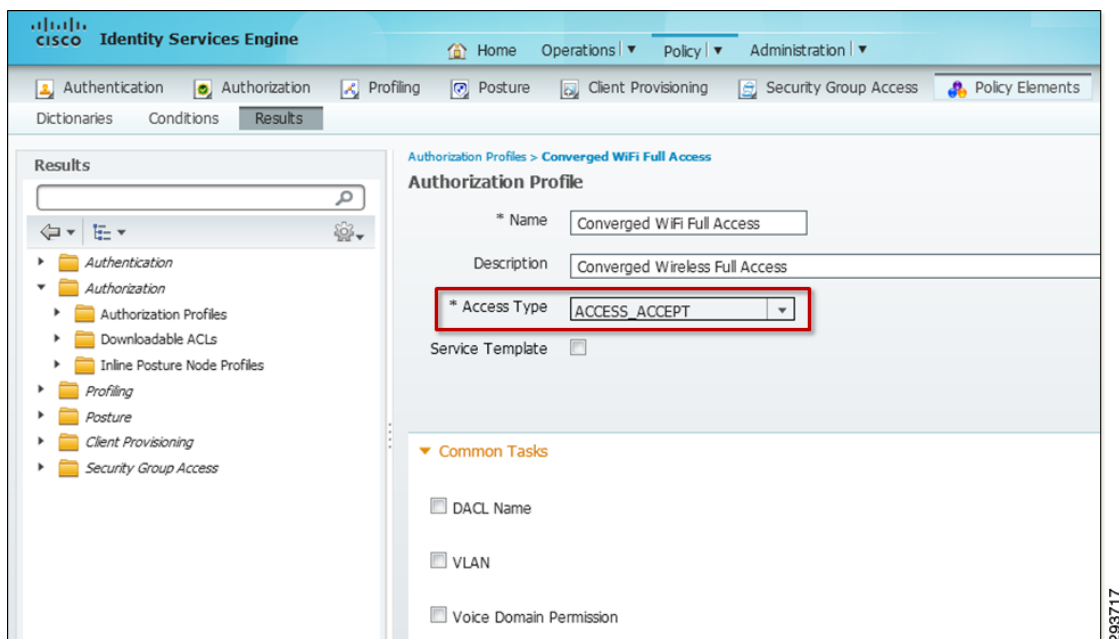 CISCO Identity Services Engine
Home Operations Policy Administration
Authentication Authorization Profiling Posture Client Provisioning Security Group Access Policy Elements
Dictionaries Conditions Results
Results
Authentication
Authorization
Authorization Profiles
Downloadable ACLs
Inline Posture Node Profiles
Profiling
Posture
Client Provisioning
Security Group Access
Authorization Profiles > Converged WiFi Full Access
Authorization Profile
* Name Converged WiFi Full Access
Description Converged Wireless Full Access
* Access Type ACCESS_ACCEPT
Service Template
Common Tasks
DACL Name
VLAN
Voice Domain Permission
293717